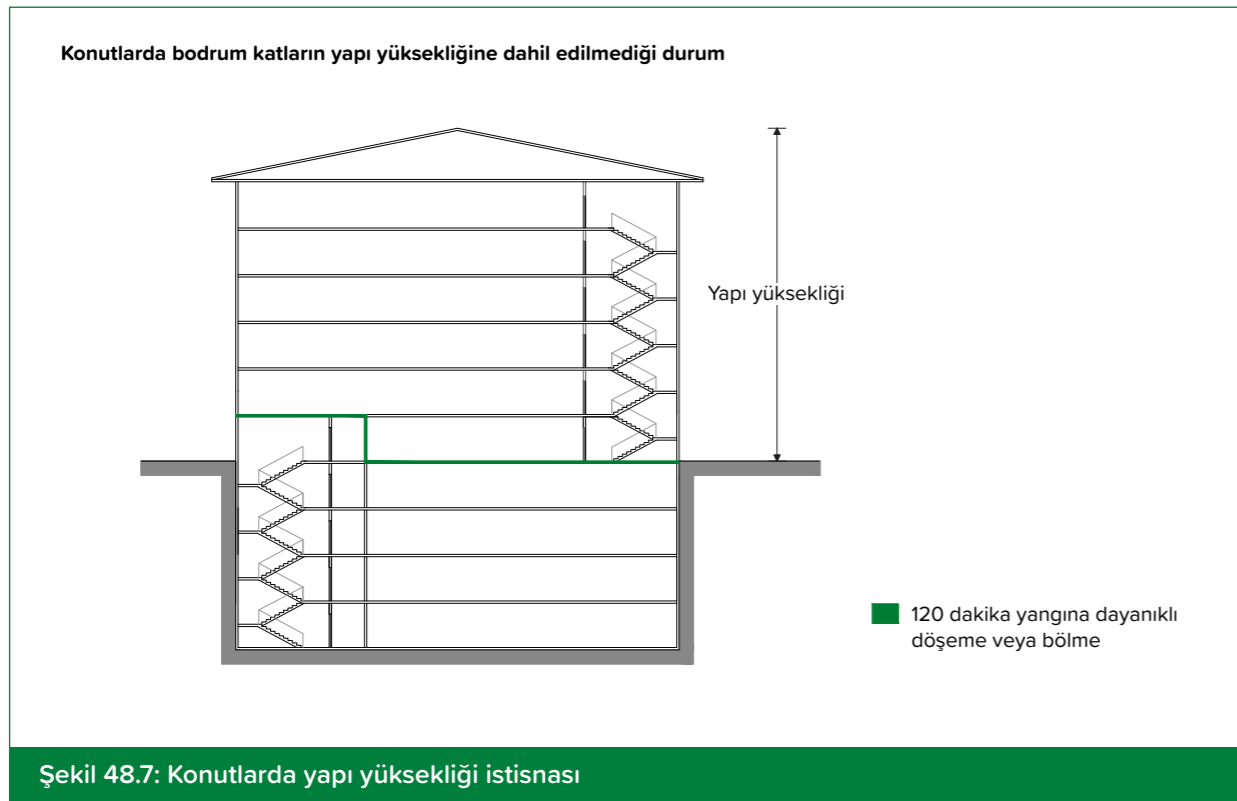 Konutlarda bodrum katların yapı yüksekliğine dahil edilmediği durum
Yapı yüksekliği
120 dakika yangına dayanıklı
döşeme veya bölme
Şekil 48.7: Konutlarda yapı yüksekliği istisnası